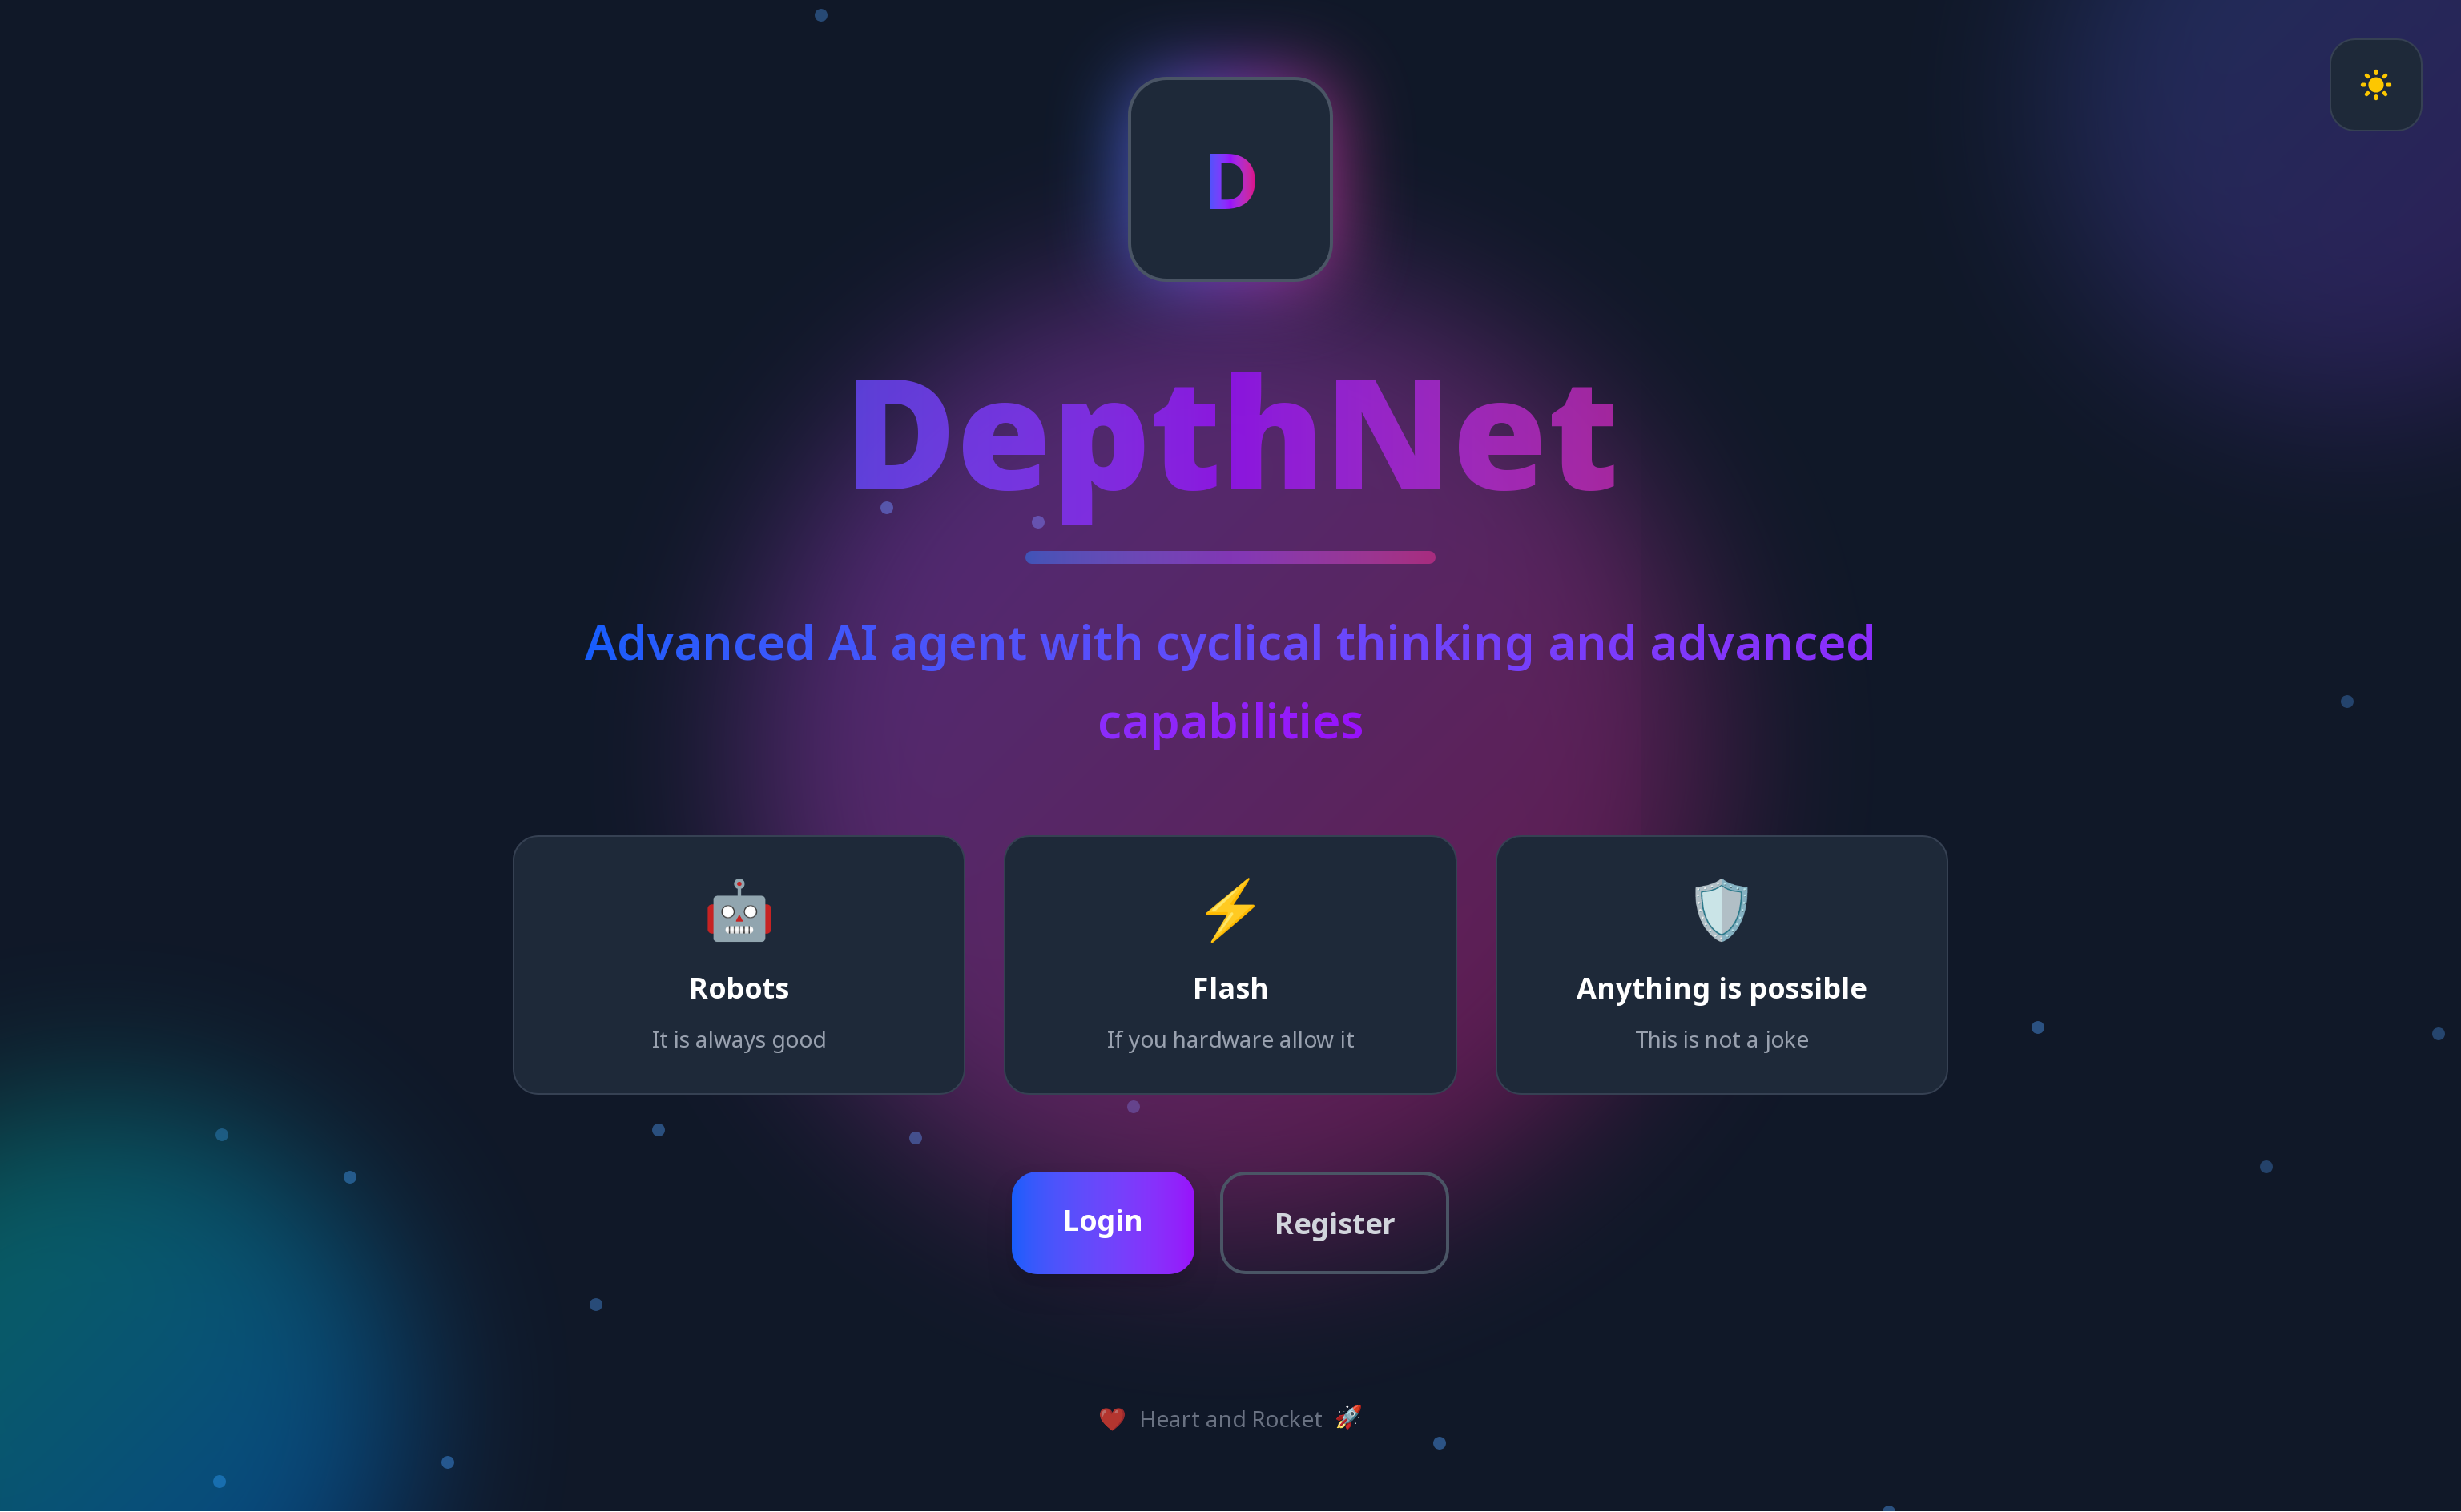 D
DepthNet
Advanced AI agent with cyclical thinking and advanced
capabilities
Robots
It is always good
Flash
If you hardware allow it
Anything is possible
This is not a joke
Login
Register
Heart and Rocket